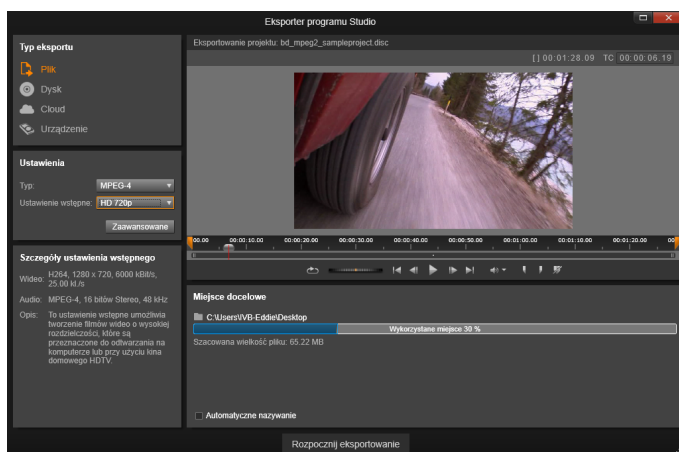 Eksporter programu Studio
Typ eksportu
Plik
Dysk
Cloud
Urządzenie
Ustawienia
Typ: MPEG-4
Ustawienie wstępne: HD 720p
Zaawansowane
Szczegóły ustawienia wstępnego
Wideo: H264, 1280 x 720, 6000 kBit/s,
25.00 kl./s
Audio: MPEG-4, 16 bitów Stereo, 48 kHz
Opis: To ustawienie wstępne umożliwia
tworzenie filmów wideo o wysokiej
rozdzielczości, które są
przeznaczone do odtwarzania na
komputerze lub przy użyciu kina
domowego HDTV.
Eksportowanie projektu: bd_mpeg2_sampleproject.disc
[ ] 00:01:28.09 TC 00:00:06.19
00.00 00:00:10.00 00:00:20.00 00:00:30.00 00:00:40.00 00:00:50.00 00:01:00.00 00:01:10.00 00:01:20.00 00
Miejsce docelowe
C:\Users\IVB-Eddie\Desktop
Wykorzystane miejsce 30 %
Szacowana wielkość pliku: 65.22 MB
Automatyczne nazywanie
Rozpocznij eksportowanie